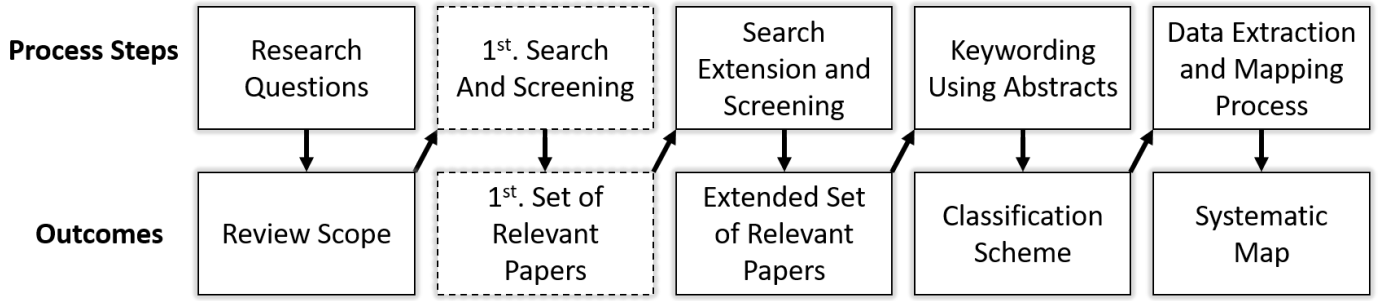 Process Steps
Research
Questions
1st. Search
And Screening
Search
Extension and
Screening
Keywording
Using Abstracts
Data Extraction
and Mapping
Process
Outcomes
Review Scope
1st. Set of
Relevant
Papers
Extended Set
of Relevant
Papers
Classification
Scheme
Systematic
Map